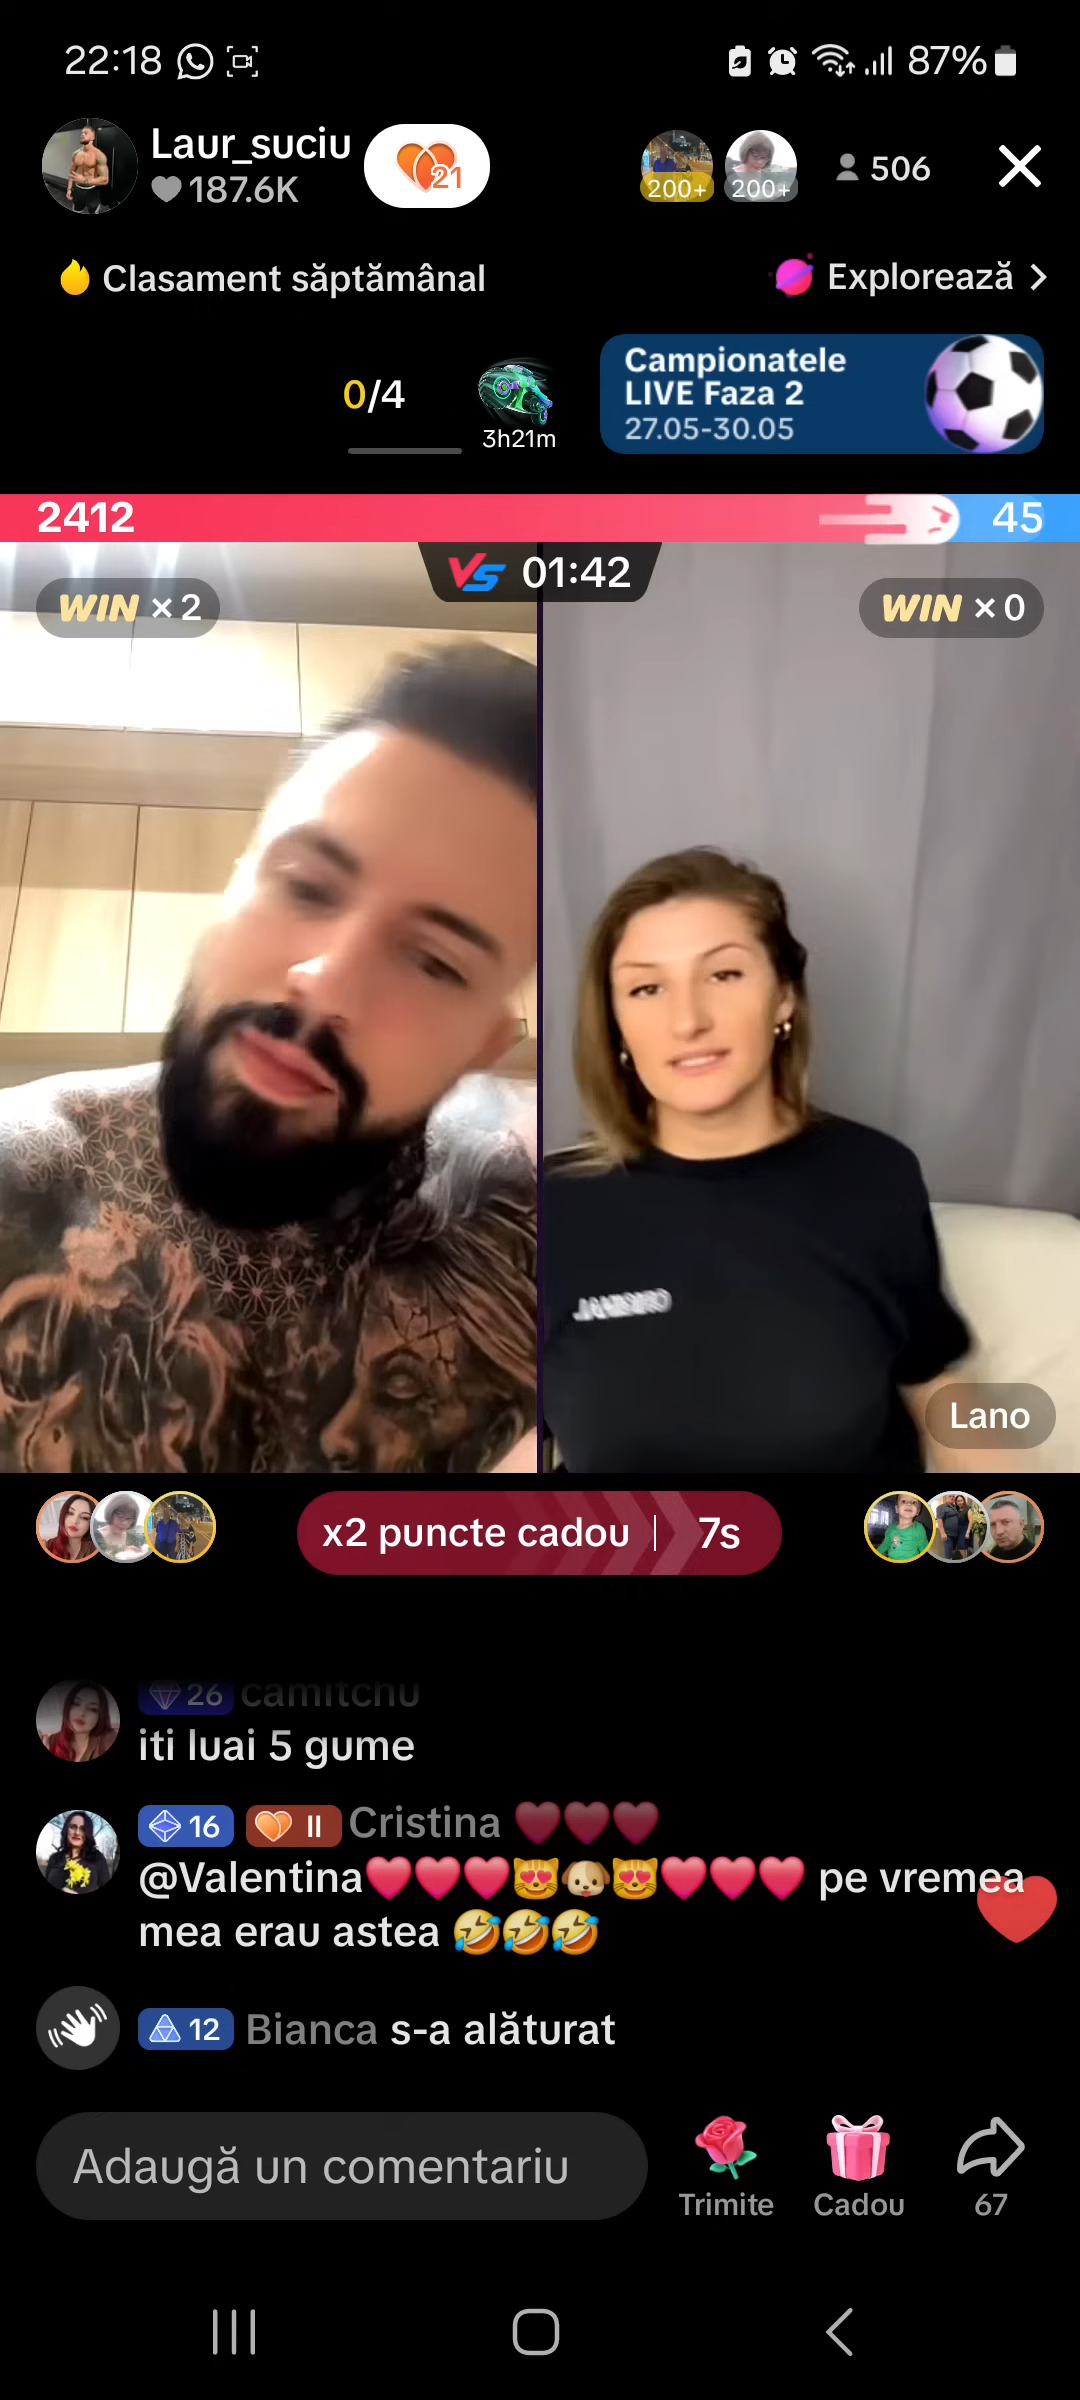 22:18
87%
Laur_suciu
187.6K
21
200+
200+
506
Clasament săptămânal
Explorează
0/4
3h21m
Campionatele
LIVE Faza 2
27.05-30.05
2412
45
VS 01:42
WIN × 2
WIN × 0
Lano
x2 puncte cadou | 7s
26 camitchu
iti luai 5 gume
16 II Cristina ❤️❤️❤️
@Valentina❤️❤️❤️😻🐶😻❤️❤️❤️ pe vremea
mea erau astea 🤣🤣🤣
12 Bianca s-a alăturat
Adaugă un comentariu
Trimite
Cadou
67